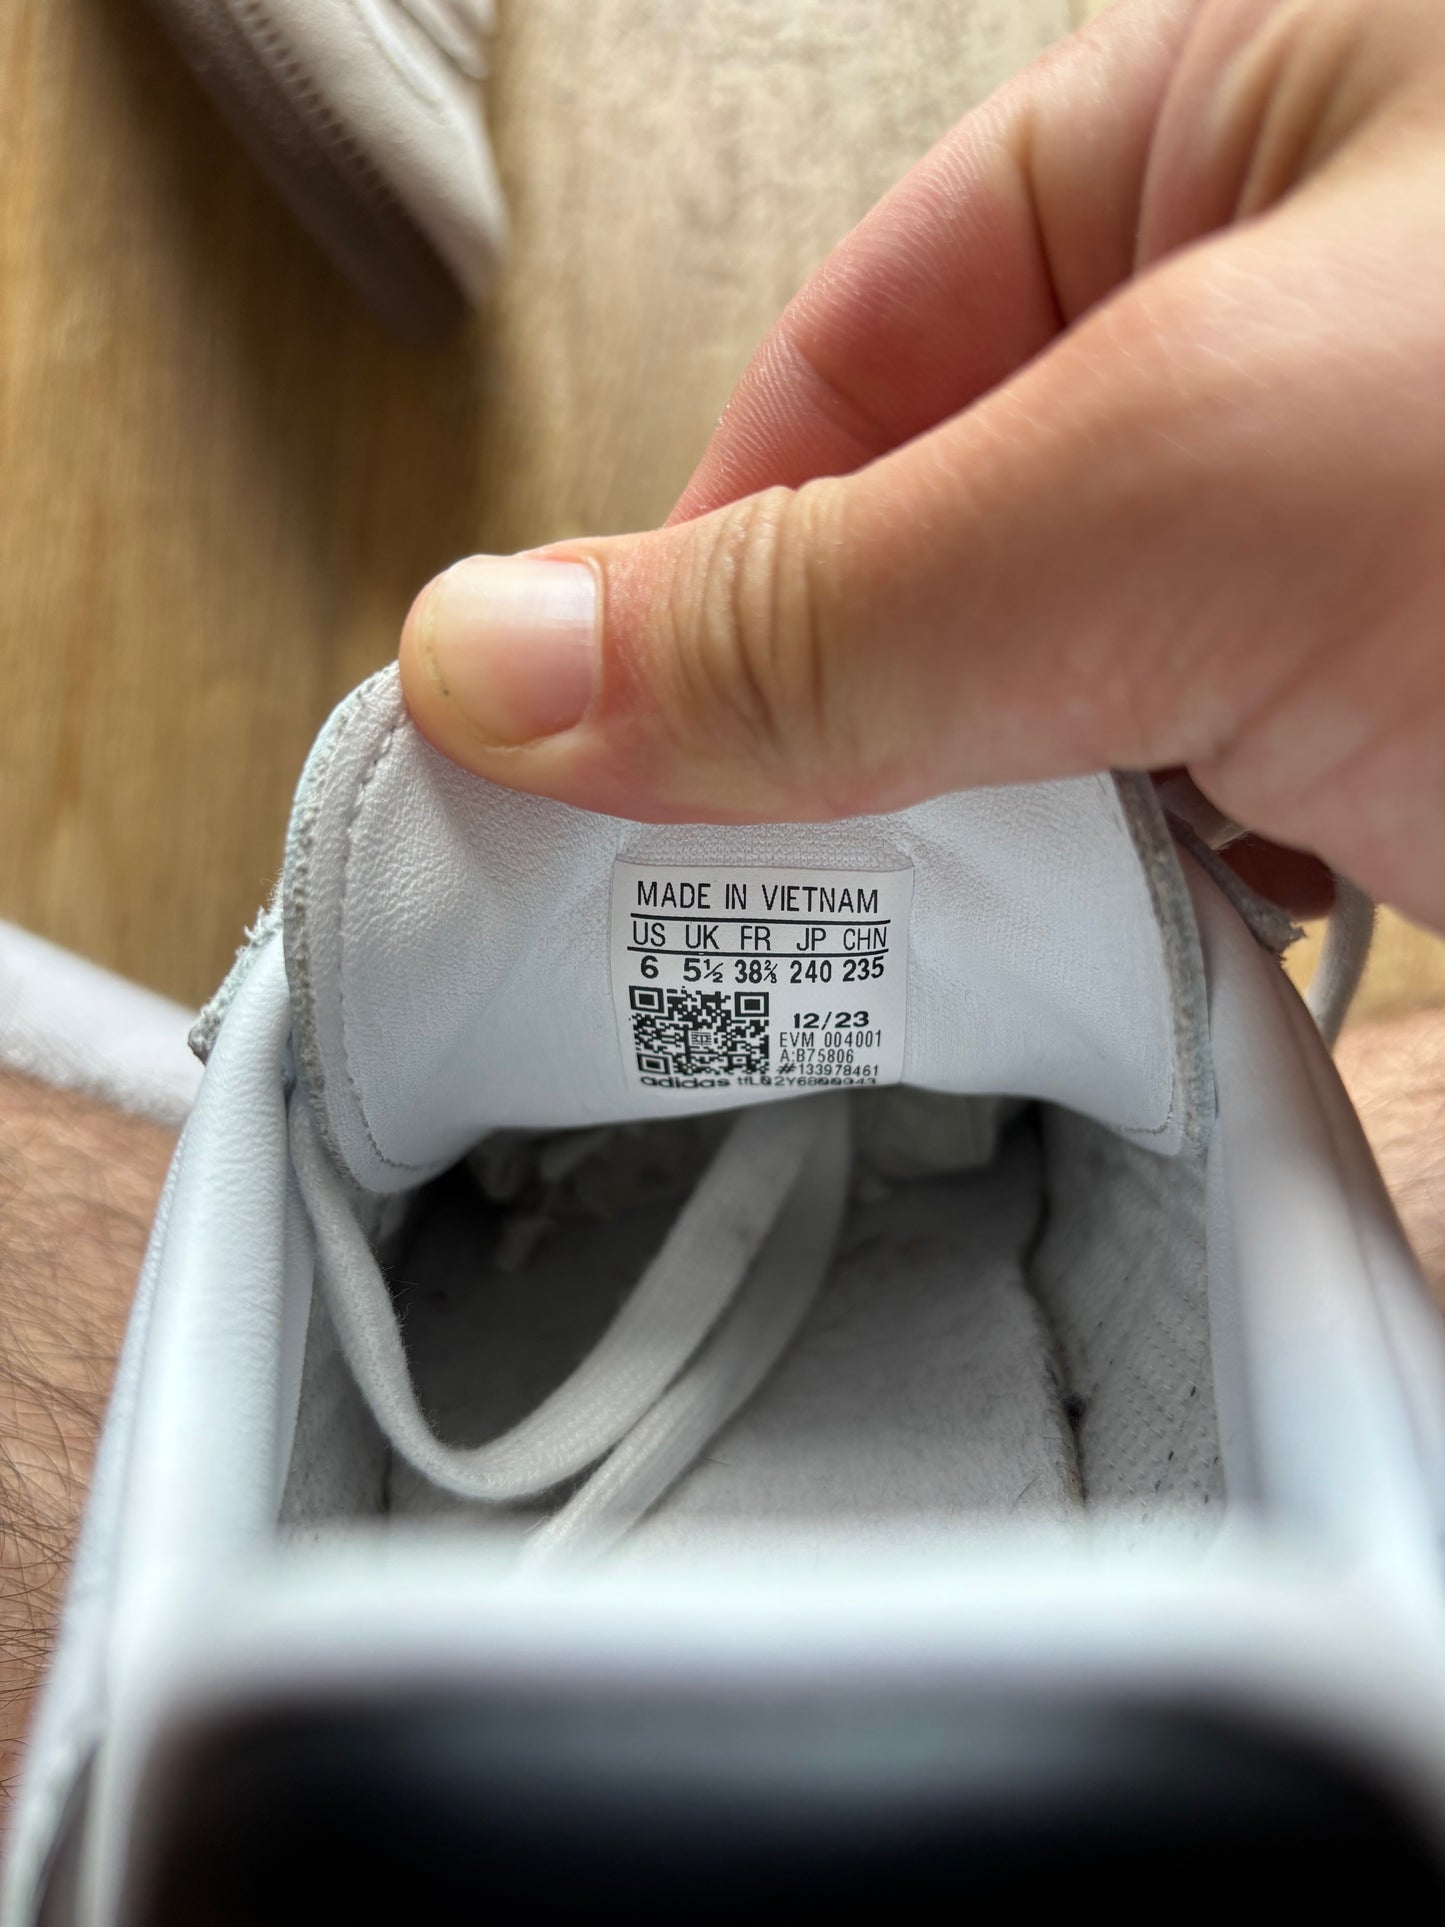 MADE IN VIETNAM
US UK FR JP CHN
6 5½ 38⅔ 240 235
12/23
EVM 004001
A:B75806
#133978461
adidas